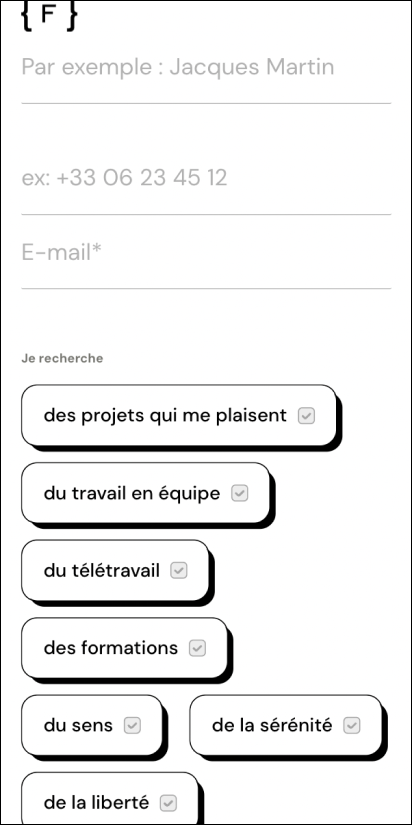 { F }
Par exemple : Jacques Martin
ex: +33 06 23 45 12
E-mail*
Je recherche
des projets qui me plaisent
du travail en équipe
du télétravail
des formations
du sens de la sérénité
de la liberté